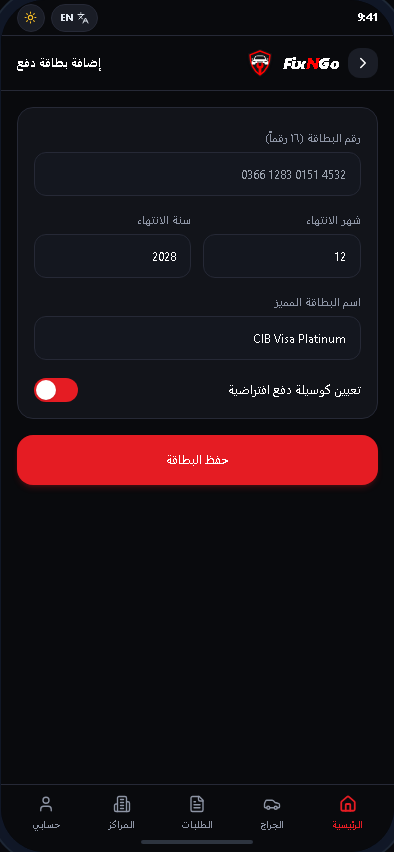 9:41
EN
FixNGo
إضافة بطاقة دفع
رقم البطاقة (١٦ رقماً)
0366 1283 0151 4532
شهر الانتهاء
سنة الانتهاء
12
2028
اسم البطاقة المميز
CIB Visa Platinum
تعيين كوسيلة دفع افتراضية
حفظ البطاقة
الرئيسية
الجراج
الطلبات
المراكز
حسابي